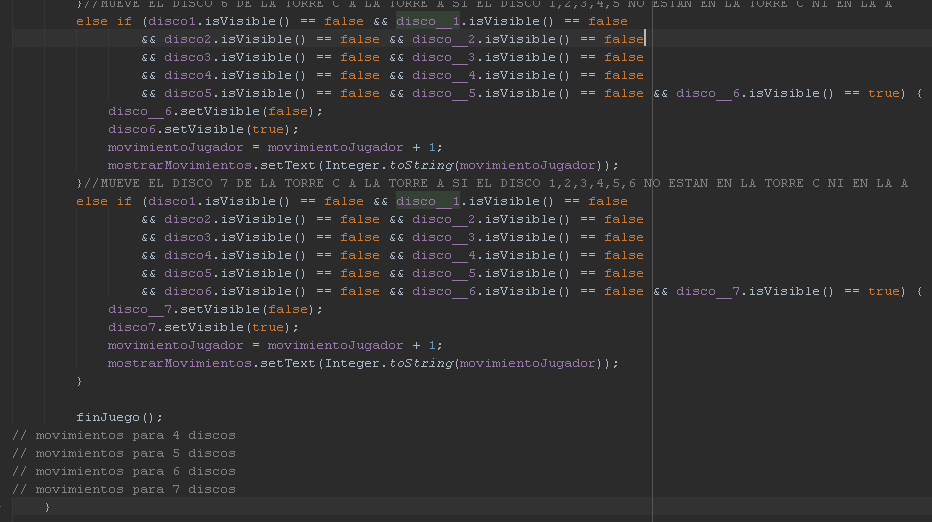 }//MUEVE EL DISCO 6 DE LA TORRE C A LA TORRE A SI EL DISCO 1,2,3,4,5 NO ESTAN EN LA TORRE C NI EN LA A
else if (disco1.isVisible() == false && disco__1.isVisible() == false
&& disco2.isVisible() == false && disco__2.isVisible() == false
&& disco3.isVisible() == false && disco__3.isVisible() == false
&& disco4.isVisible() == false && disco__4.isVisible() == false
&& disco5.isVisible() == false && disco__5.isVisible() == false && disco__6.isVisible() == true) {
disco__6.setVisible(false);
disco6.setVisible(true);
movimientoJugador = movimientoJugador + 1;
mostrarMovimientos.setText(Integer.toString(movimientoJugador));
}//MUEVE EL DISCO 7 DE LA TORRE C A LA TORRE A SI EL DISCO 1,2,3,4,5,6 NO ESTAN EN LA TORRE C NI EN LA A
else if (disco1.isVisible() == false && disco__1.isVisible() == false
&& disco2.isVisible() == false && disco__2.isVisible() == false
&& disco3.isVisible() == false && disco__3.isVisible() == false
&& disco4.isVisible() == false && disco__4.isVisible() == false
&& disco5.isVisible() == false && disco__5.isVisible() == false
&& disco6.isVisible() == false && disco__6.isVisible() == false && disco__7.isVisible() == true) {
disco__7.setVisible(false);
disco7.setVisible(true);
movimientoJugador = movimientoJugador + 1;
mostrarMovimientos.setText(Integer.toString(movimientoJugador));
}
finJuego();
// movimientos para 4 discos
// movimientos para 5 discos
// movimientos para 6 discos
// movimientos para 7 discos
}